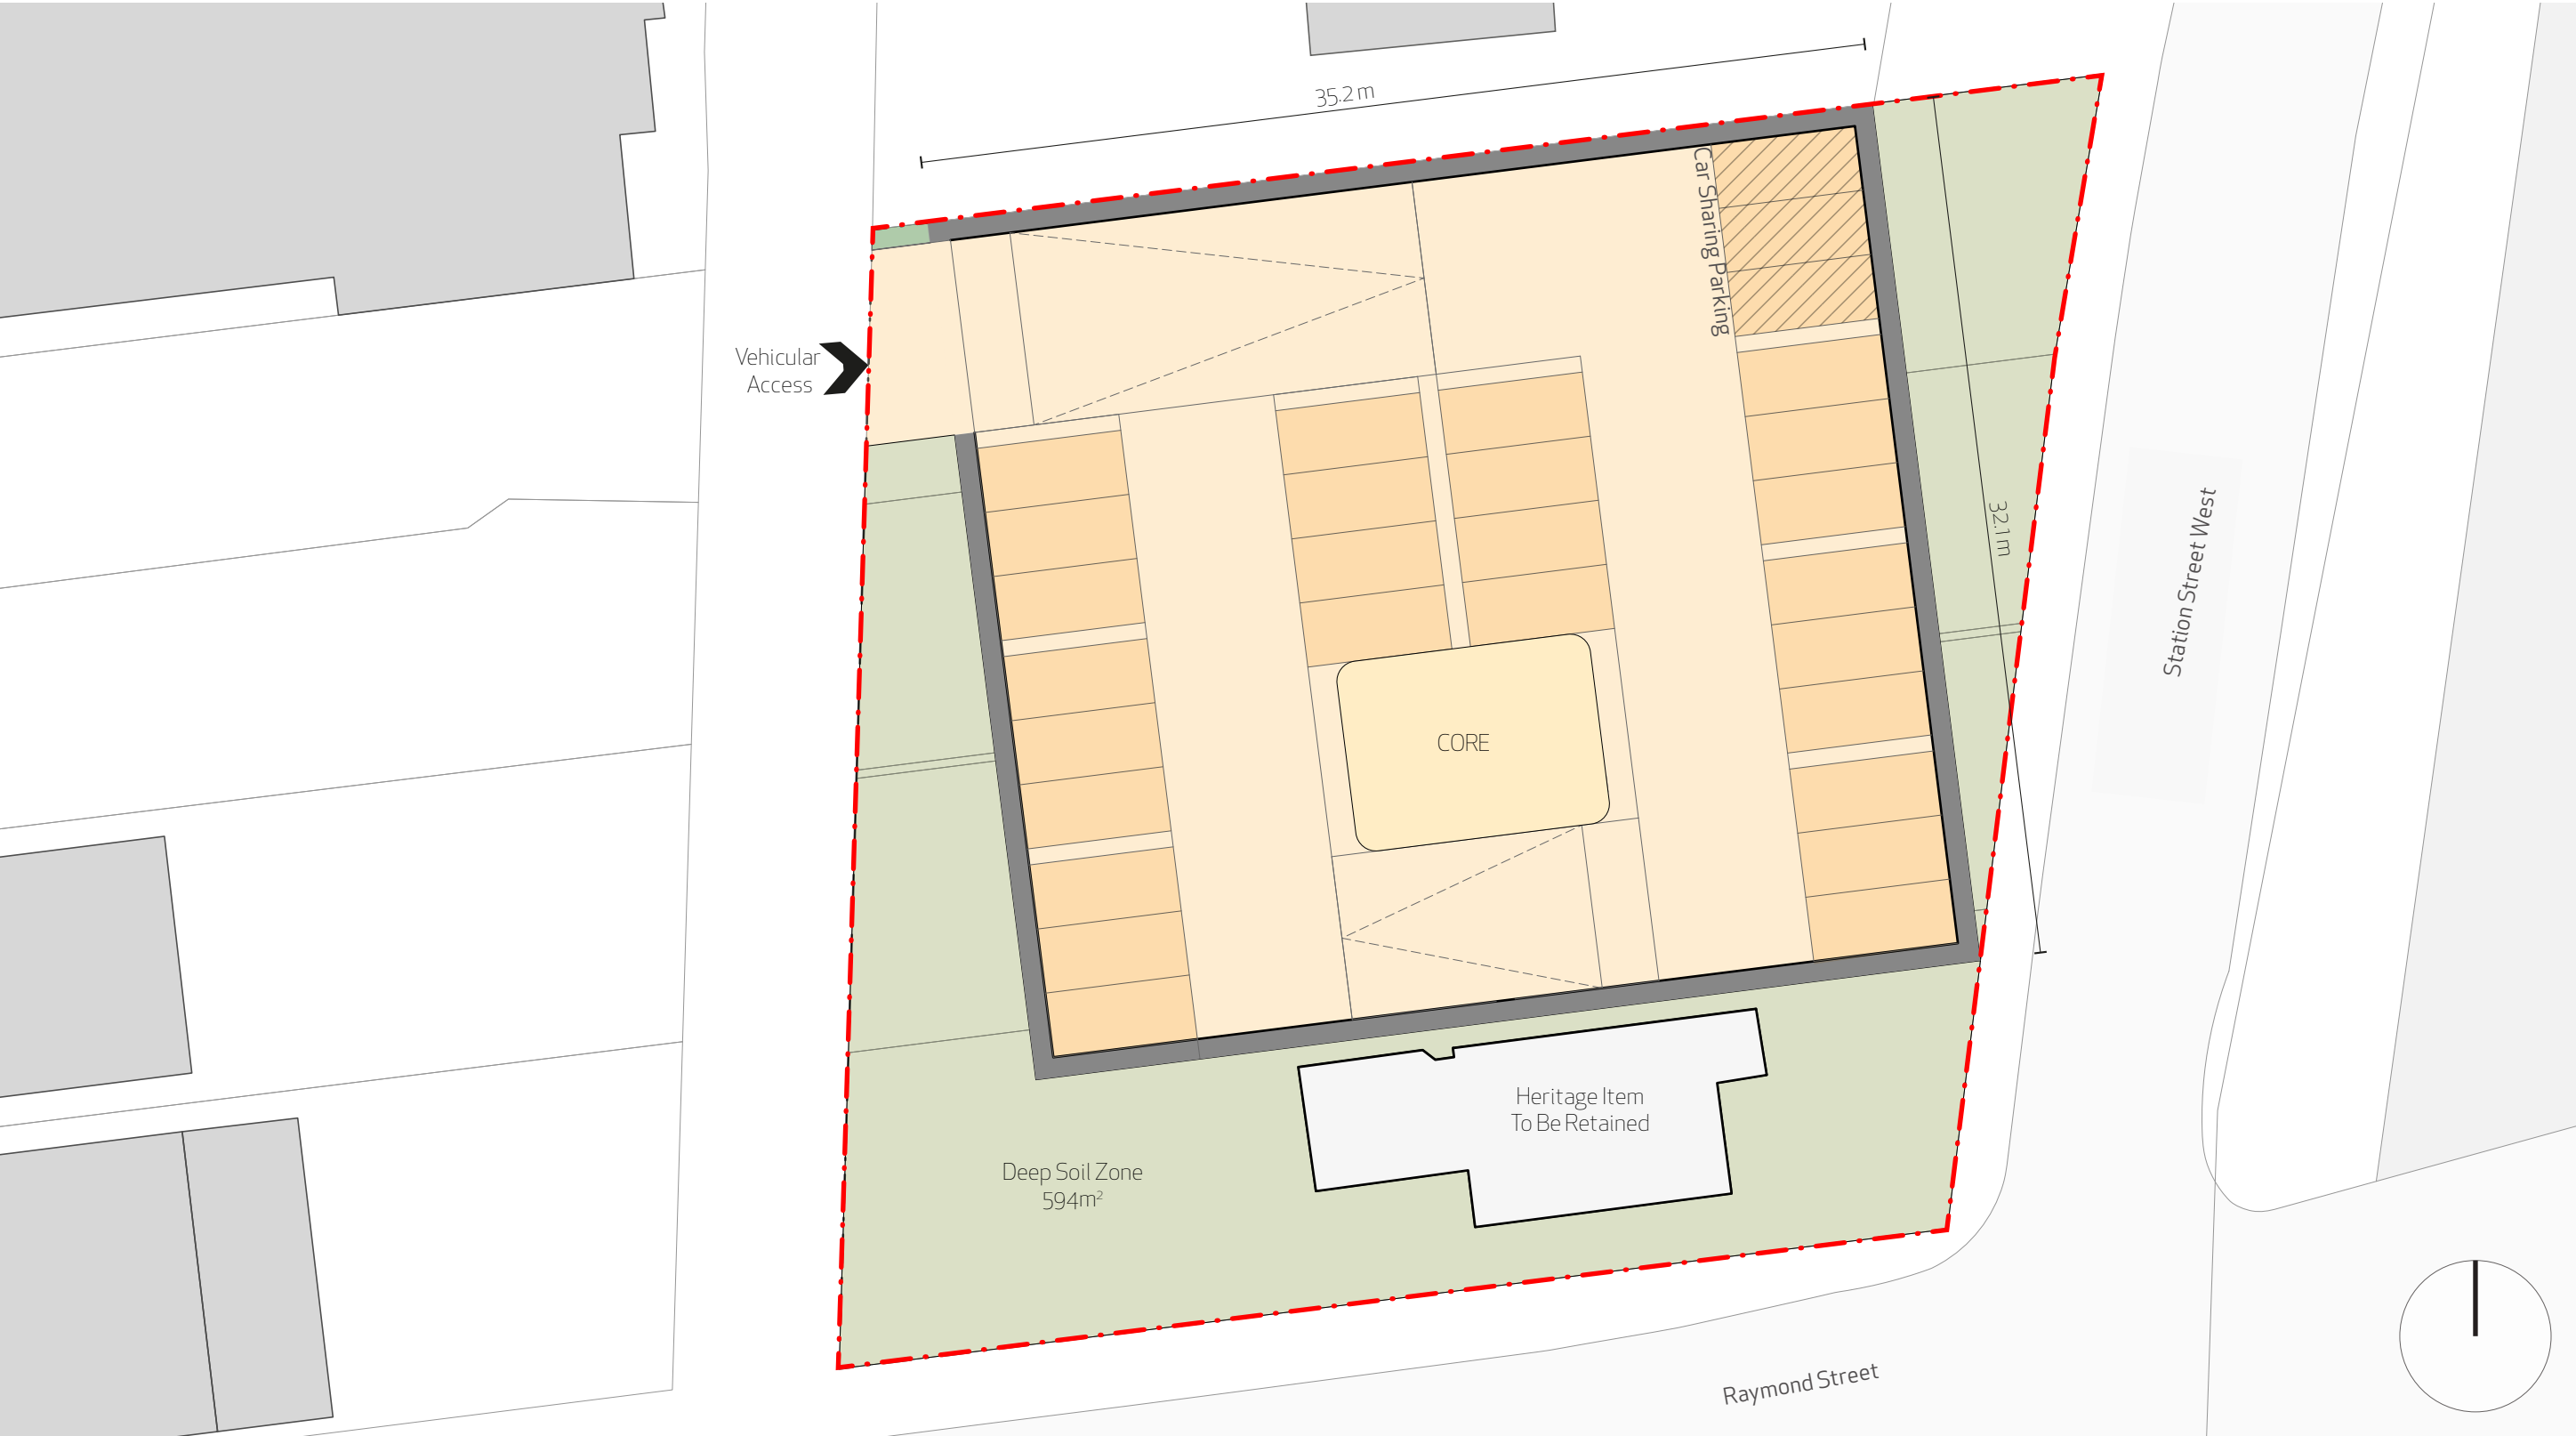 35.2 m
Car Sharing Parking
Vehicular
Access
32.1 m
Station Street West
CORE
Heritage Item
To Be Retained
Deep Soil Zone
594m²
Raymond Street